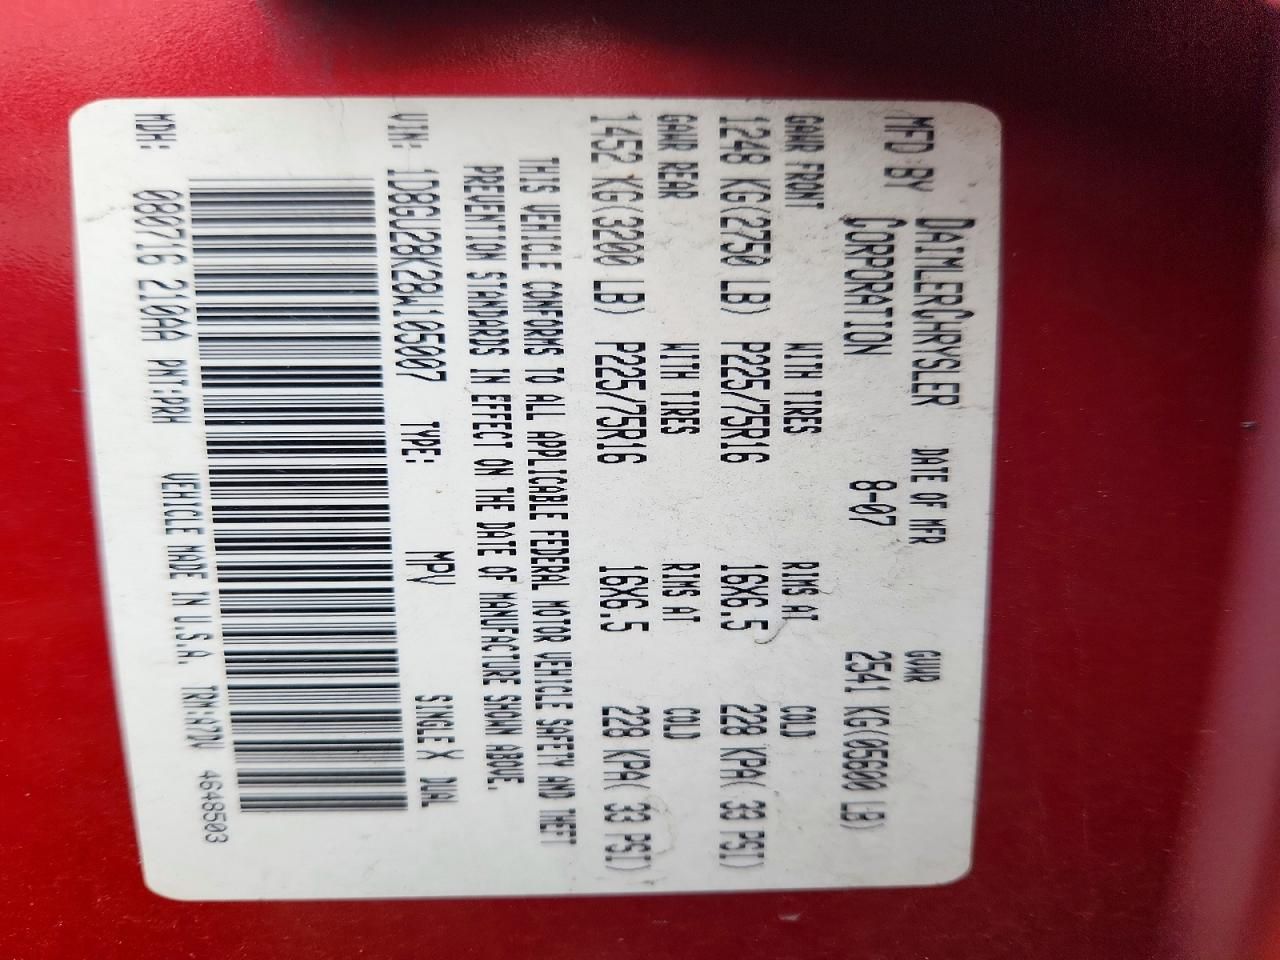 MFD BY DAIMLERCHRYSLER CORPORATION DATE OF MFR 8-07 GVWR 2541 KG(05600 LB)
GAWR FRONT WITH TIRES RIMS AT COLD
1248 KG(2750 LB) P225/75R16 16X6.5 228 KPA( 33 PSI)
GAWR REAR WITH TIRES RIMS AT COLD
1452 KG(3200 LB) P225/75R16 16X6.5 228 KPA( 33 PSI)
THIS VEHICLE CONFORMS TO ALL APPLICABLE FEDERAL MOTOR VEHICLE SAFETY AND THEFT
PREVENTION STANDARDS IN EFFECT ON THE DATE OF MANUFACTURE SHOWN ABOVE.
VIN: 1D8GU28K28W105007 TYPE: MPV SINGLE X DUAL
MDH: 080716 210AA PNT:PRH VEHICLE MADE IN U.S.A. TRM:A7DV 4648503